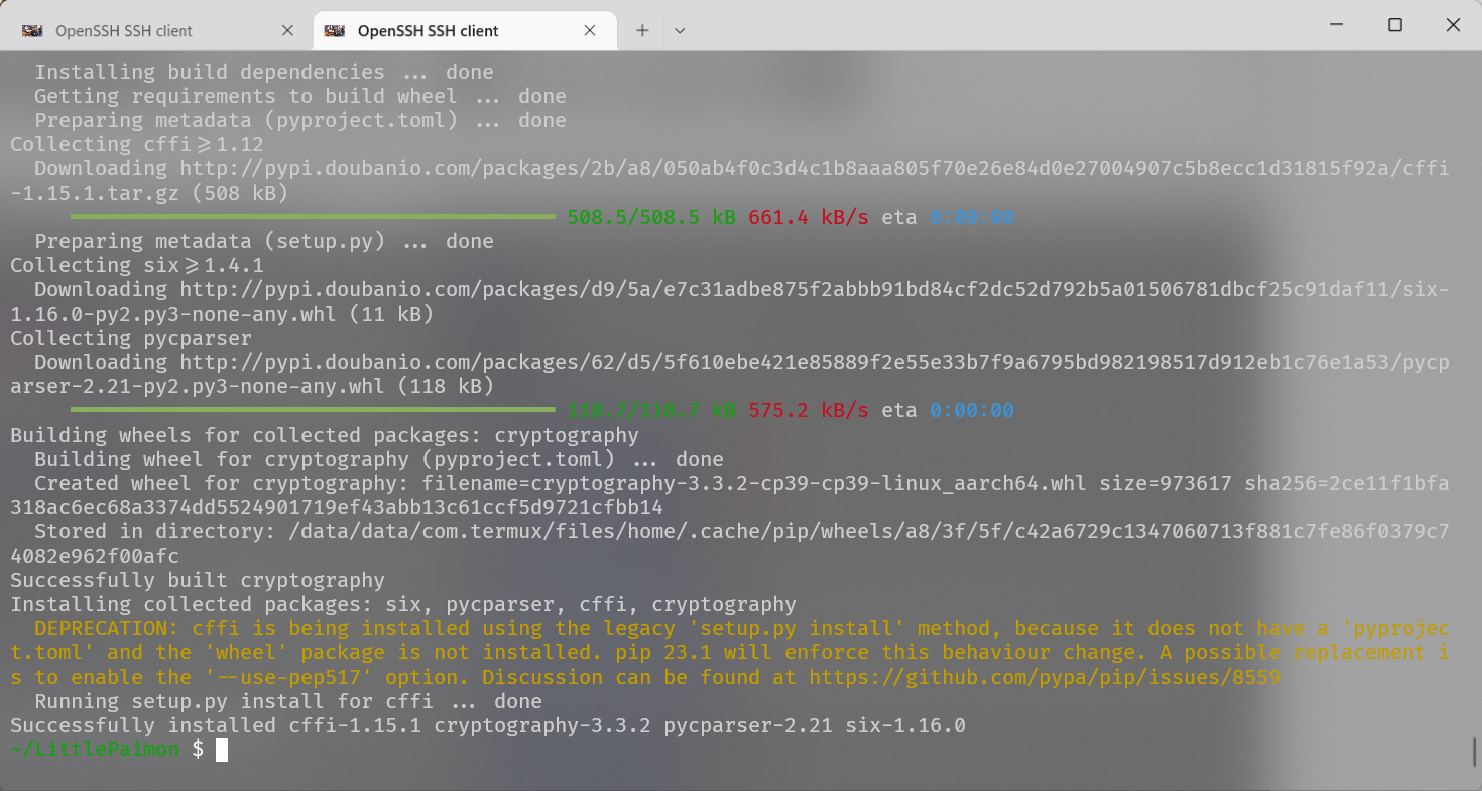 OpenSSH SSH client
OpenSSH SSH client
  Installing build dependencies ... done
  Getting requirements to build wheel ... done
  Preparing metadata (pyproject.toml) ... done
Collecting cffi>=1.12
  Downloading http://pypi.doubanio.com/packages/2b/a8/050ab4f0c3d4c1b8aaa805f70e26e84d0e27004907c5b8ecc1d31815f92a/cffi
-1.15.1.tar.gz (508 kB)
508.5/508.5 kB 661.4 kB/s eta 0:00:00
  Preparing metadata (setup.py) ... done
Collecting six>=1.4.1
  Downloading http://pypi.doubanio.com/packages/d9/5a/e7c31adbe875f2abbb91bd84cf2dc52d792b5a01506781dbcf25c91daf11/six-
1.16.0-py2.py3-none-any.whl (11 kB)
Collecting pycparser
  Downloading http://pypi.doubanio.com/packages/62/d5/5f610ebe421e85889f2e55e33b7f9a6795bd982198517d912eb1c76e1a53/pycp
arser-2.21-py2.py3-none-any.whl (118 kB)
118.7/118.7 kB 575.2 kB/s eta 0:00:00
Building wheels for collected packages: cryptography
  Building wheel for cryptography (pyproject.toml) ... done
  Created wheel for cryptography: filename=cryptography-3.3.2-cp39-cp39-linux_aarch64.whl size=973617 sha256=2ce11f1bfa
318ac6ec68a3374dd5524901719ef43abb13c61ccf5d9721cfbb14
  Stored in directory: /data/data/com.termux/files/home/.cache/pip/wheels/a8/3f/5f/c42a6729c1347060713f881c7fe86f0379c7
4082e962f00afc
Successfully built cryptography
Installing collected packages: six, pycparser, cffi, cryptography
  DEPRECATION: cffi is being installed using the legacy 'setup.py install' method, because it does not have a 'pyprojec
t.toml' and the 'wheel' package is not installed. pip 23.1 will enforce this behaviour change. A possible replacement i
s to enable the '--use-pep517' option. Discussion can be found at https://github.com/pypa/pip/issues/8559
  Running setup.py install for cffi ... done
Successfully installed cffi-1.15.1 cryptography-3.3.2 pycparser-2.21 six-1.16.0
~/LittlePaimon $